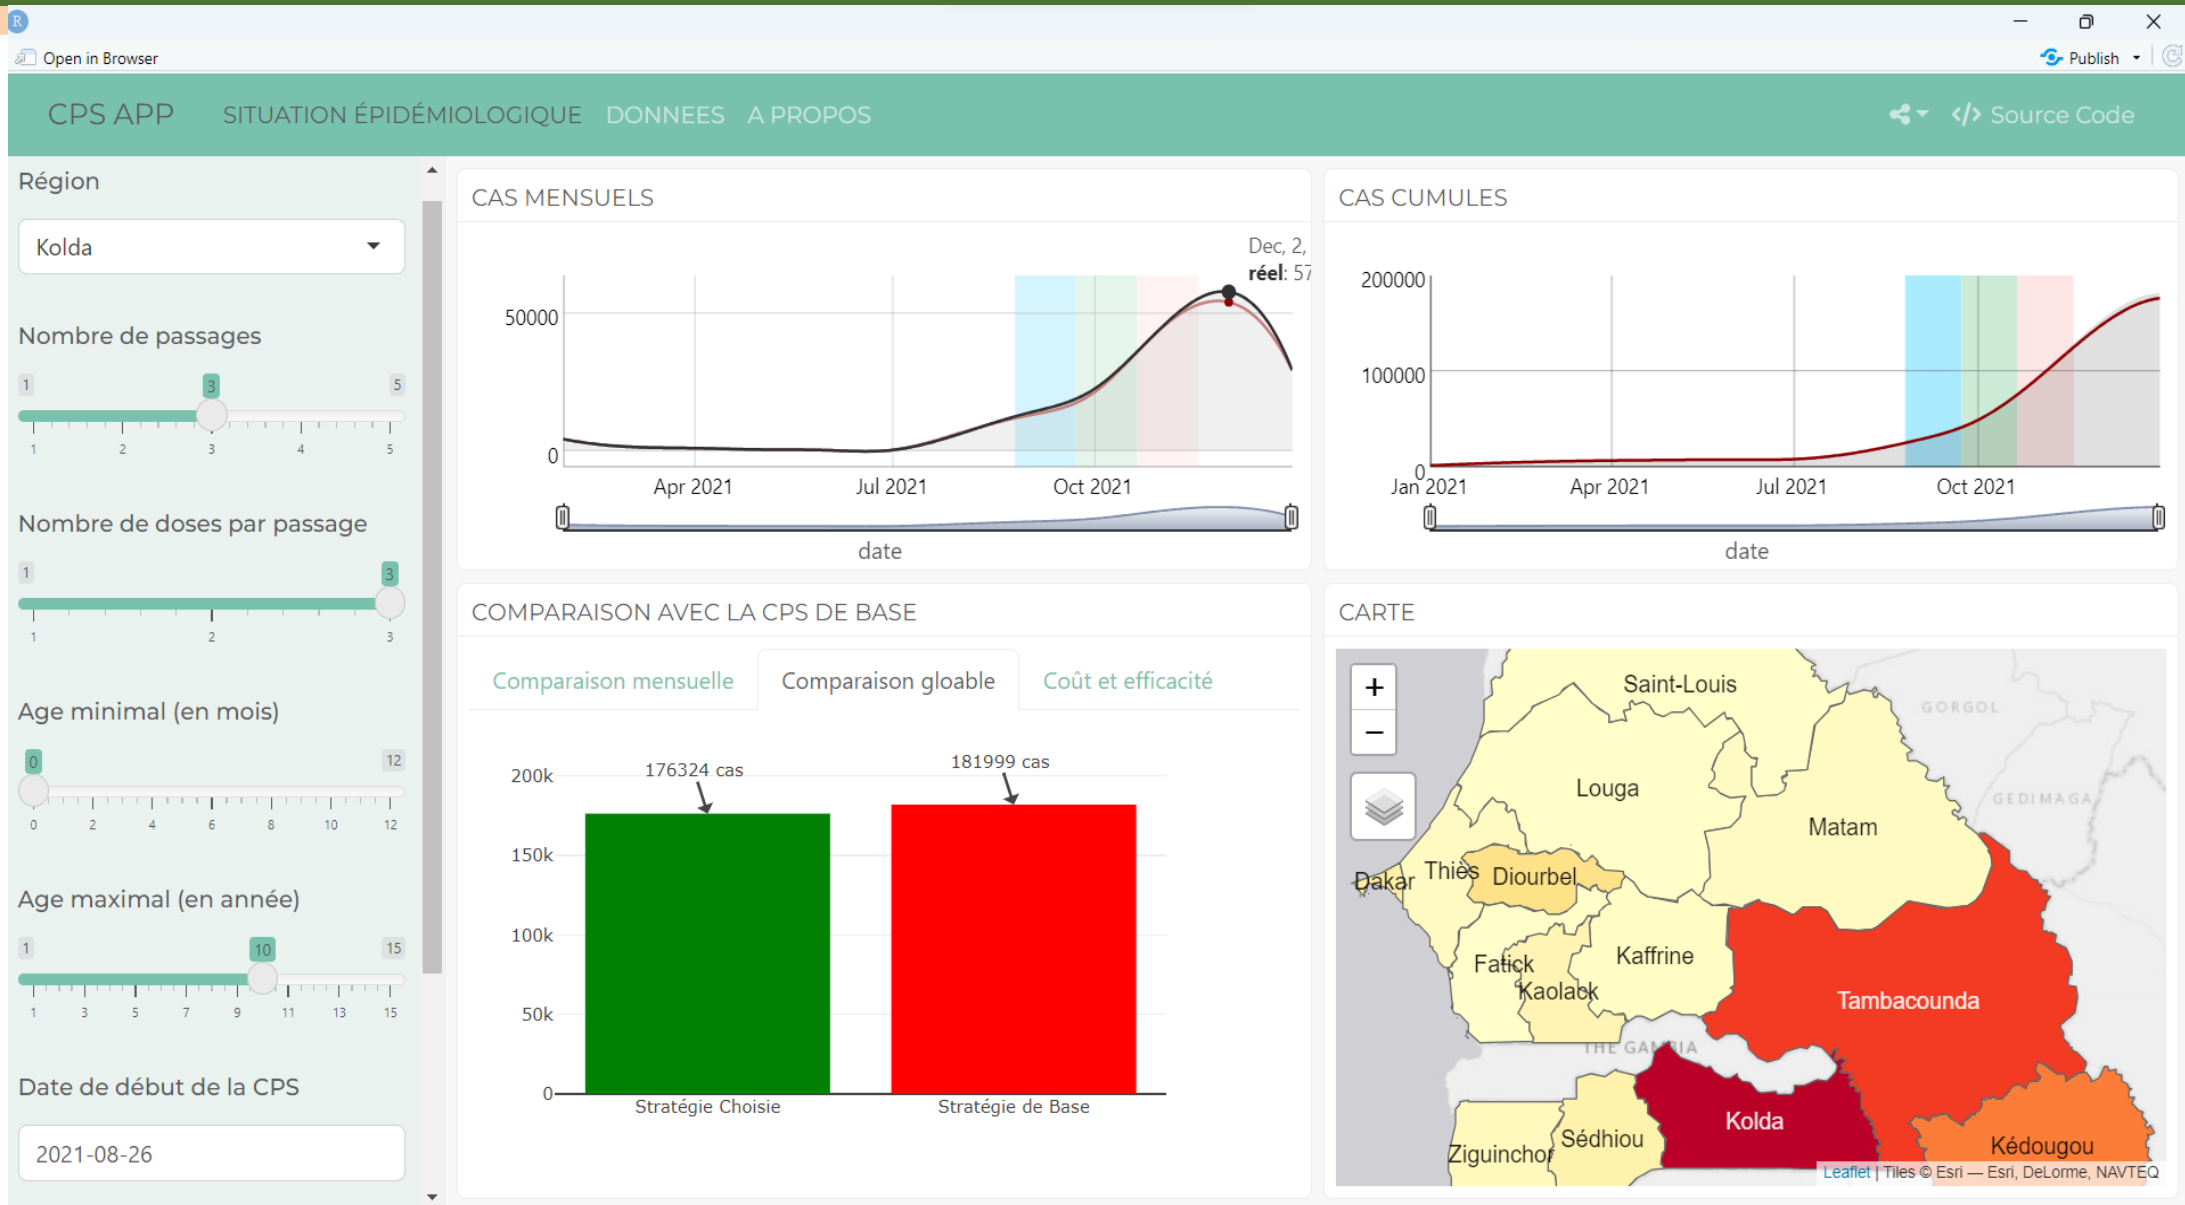 R
Open in Browser
Publish
CPS APP SITUATION ÉPIDÉMIOLOGIQUE DONNEES A PROPOS
</> Source Code
Région
Kolda
Nombre de passages
1 3 5
1 2 3 4 5
Nombre de doses par passage
1 3
1 2 3
Age minimal (en mois)
0 12
0 2 4 6 8 10 12
Age maximal (en année)
1 10 15
1 3 5 7 9 11 13 15
Date de début de la CPS
2021-08-26
CAS MENSUELS
Dec, 2,
réel: 57
50000
0
Apr 2021 Jul 2021 Oct 2021
date
CAS CUMULES
200000
100000
0
Jan 2021 Apr 2021 Jul 2021 Oct 2021
date
COMPARAISON AVEC LA CPS DE BASE
Comparaison mensuelle Comparaison gloable Coût et efficacité
176324 cas 181999 cas
200k
150k
100k
50k
0
Stratégie Choisie Stratégie de Base
CARTE
+
−
Saint-Louis
GORGOL
Louga
GEDIMAGA
Matam
Dakar Thiès Diourbel
Fatick Kaffrine
Kaolack
Tambacounda
THE GAMBIA
Kolda
Sédhiou
Ziguinchor
Kédougou
Leaflet | Tiles © Esri — Esri, DeLorme, NAVTEQ